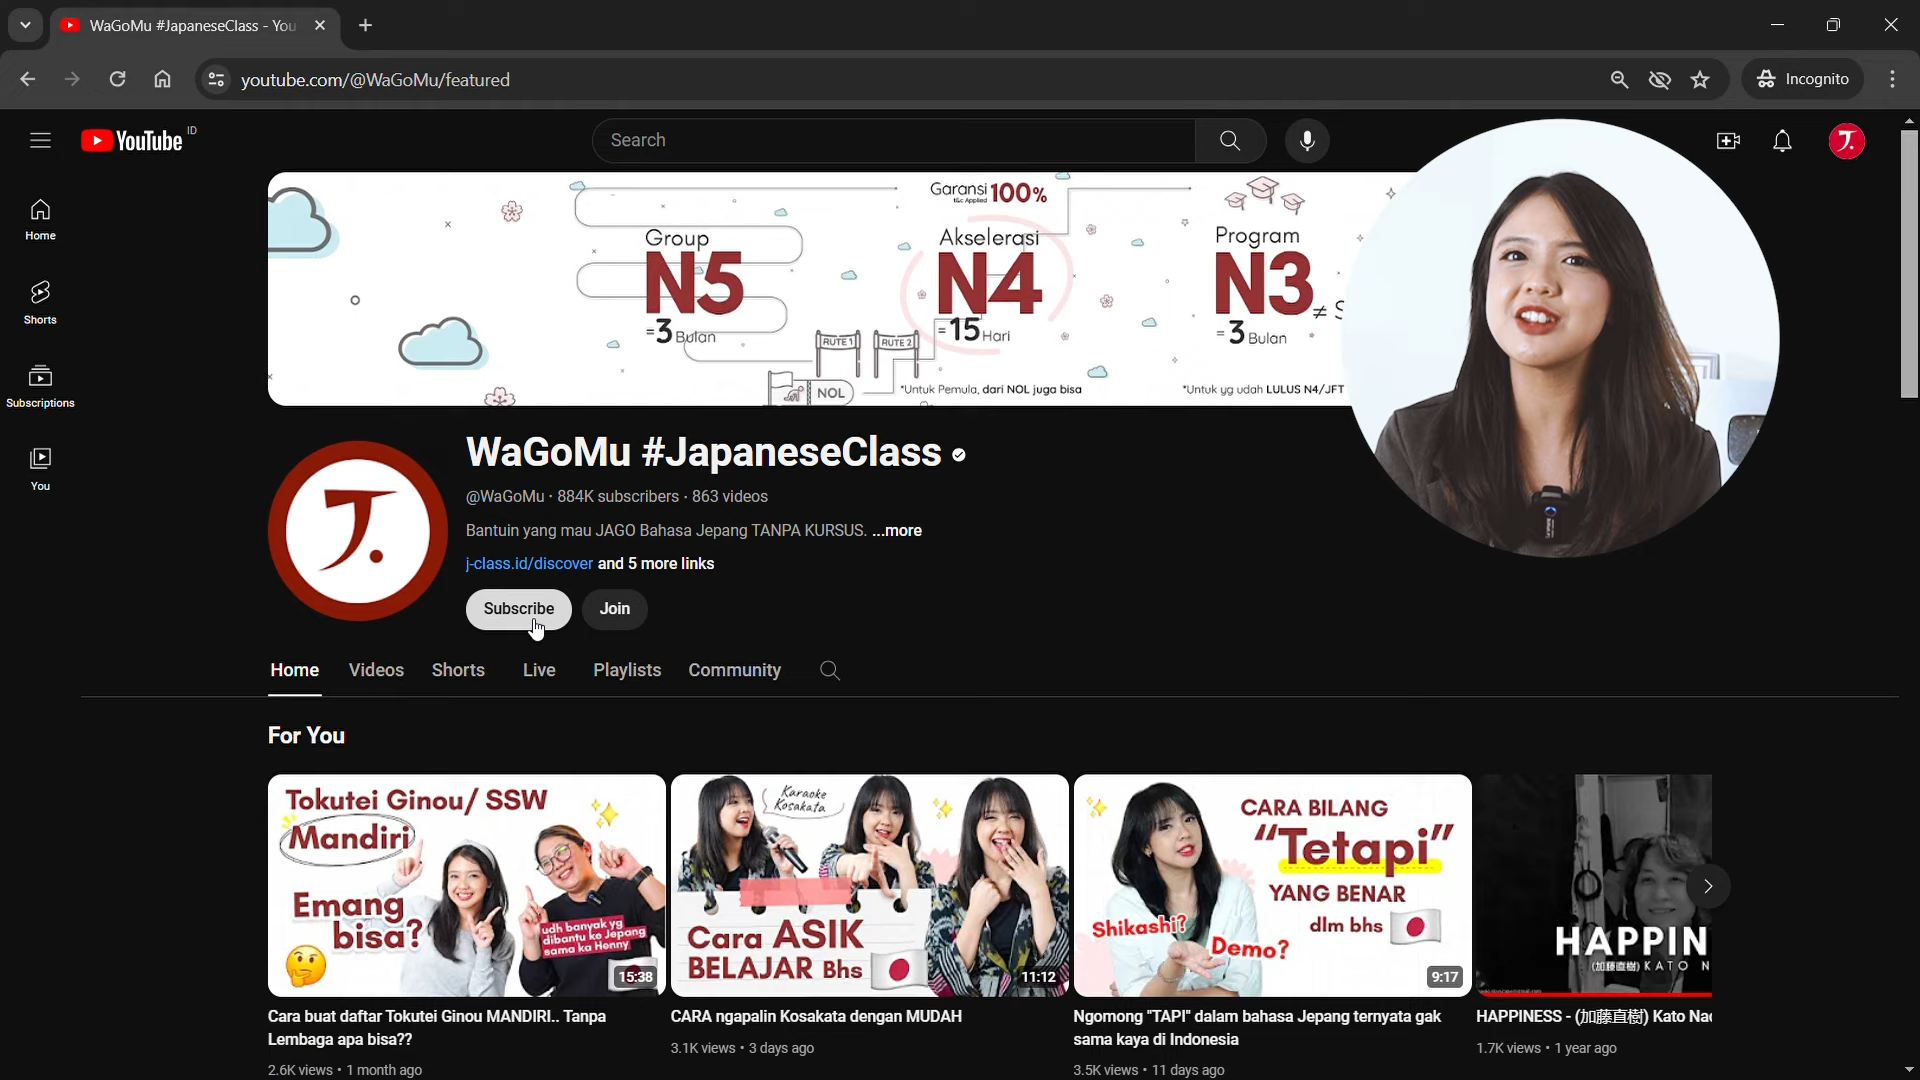 WaGoMu #JapaneseClass - You
youtube.com/@WaGoMu/featured
Incognito
YouTube ID
Search
Home
Shorts
Subscriptions
You
Garansi 100%
t&c Applied
Group
N5
=3 Bulan
Akselerasi
N4
=15 Hari
Program
N3
=3 Bulan
≠ S
RUTE 1
RUTE 2
NOL
*Untuk Pemula, dari NOL juga bisa
*Untuk yg udah LULUS N4/JFT
WaGoMu #JapaneseClass
@WaGoMu · 884K subscribers · 863 videos
Bantuin yang mau JAGO Bahasa Jepang TANPA KURSUS. ...more
j-class.id/discover and 5 more links
Subscribe
Join
Home
Videos
Shorts
Live
Playlists
Community
For You
Tokutei Ginou/ SSW
Mandiri
Emang
bisa?
udh banyak yg
dibantu ke Jepang
sama ka Henny
15:38
Cara buat daftar Tokutei Ginou MANDIRI.. Tanpa
Lembaga apa bisa??
2.6K views · 1 month ago
Karaoke
Kosakata
Cara ASIK
BELAJAR Bhs
11:12
CARA ngapalin Kosakata dengan MUDAH
3.1K views · 3 days ago
CARA BILANG
"Tetapi"
YANG BENAR
dlm bhs
Shikashi?
Demo?
9:17
Ngomong "TAPI" dalam bahasa Jepang ternyata gak
sama kaya di Indonesia
3.5K views · 11 days ago
HAPPIN
(加藤直樹) KATO N
HAPPINESS - (加藤直樹) Kato Nao
1.7K views · 1 year ago